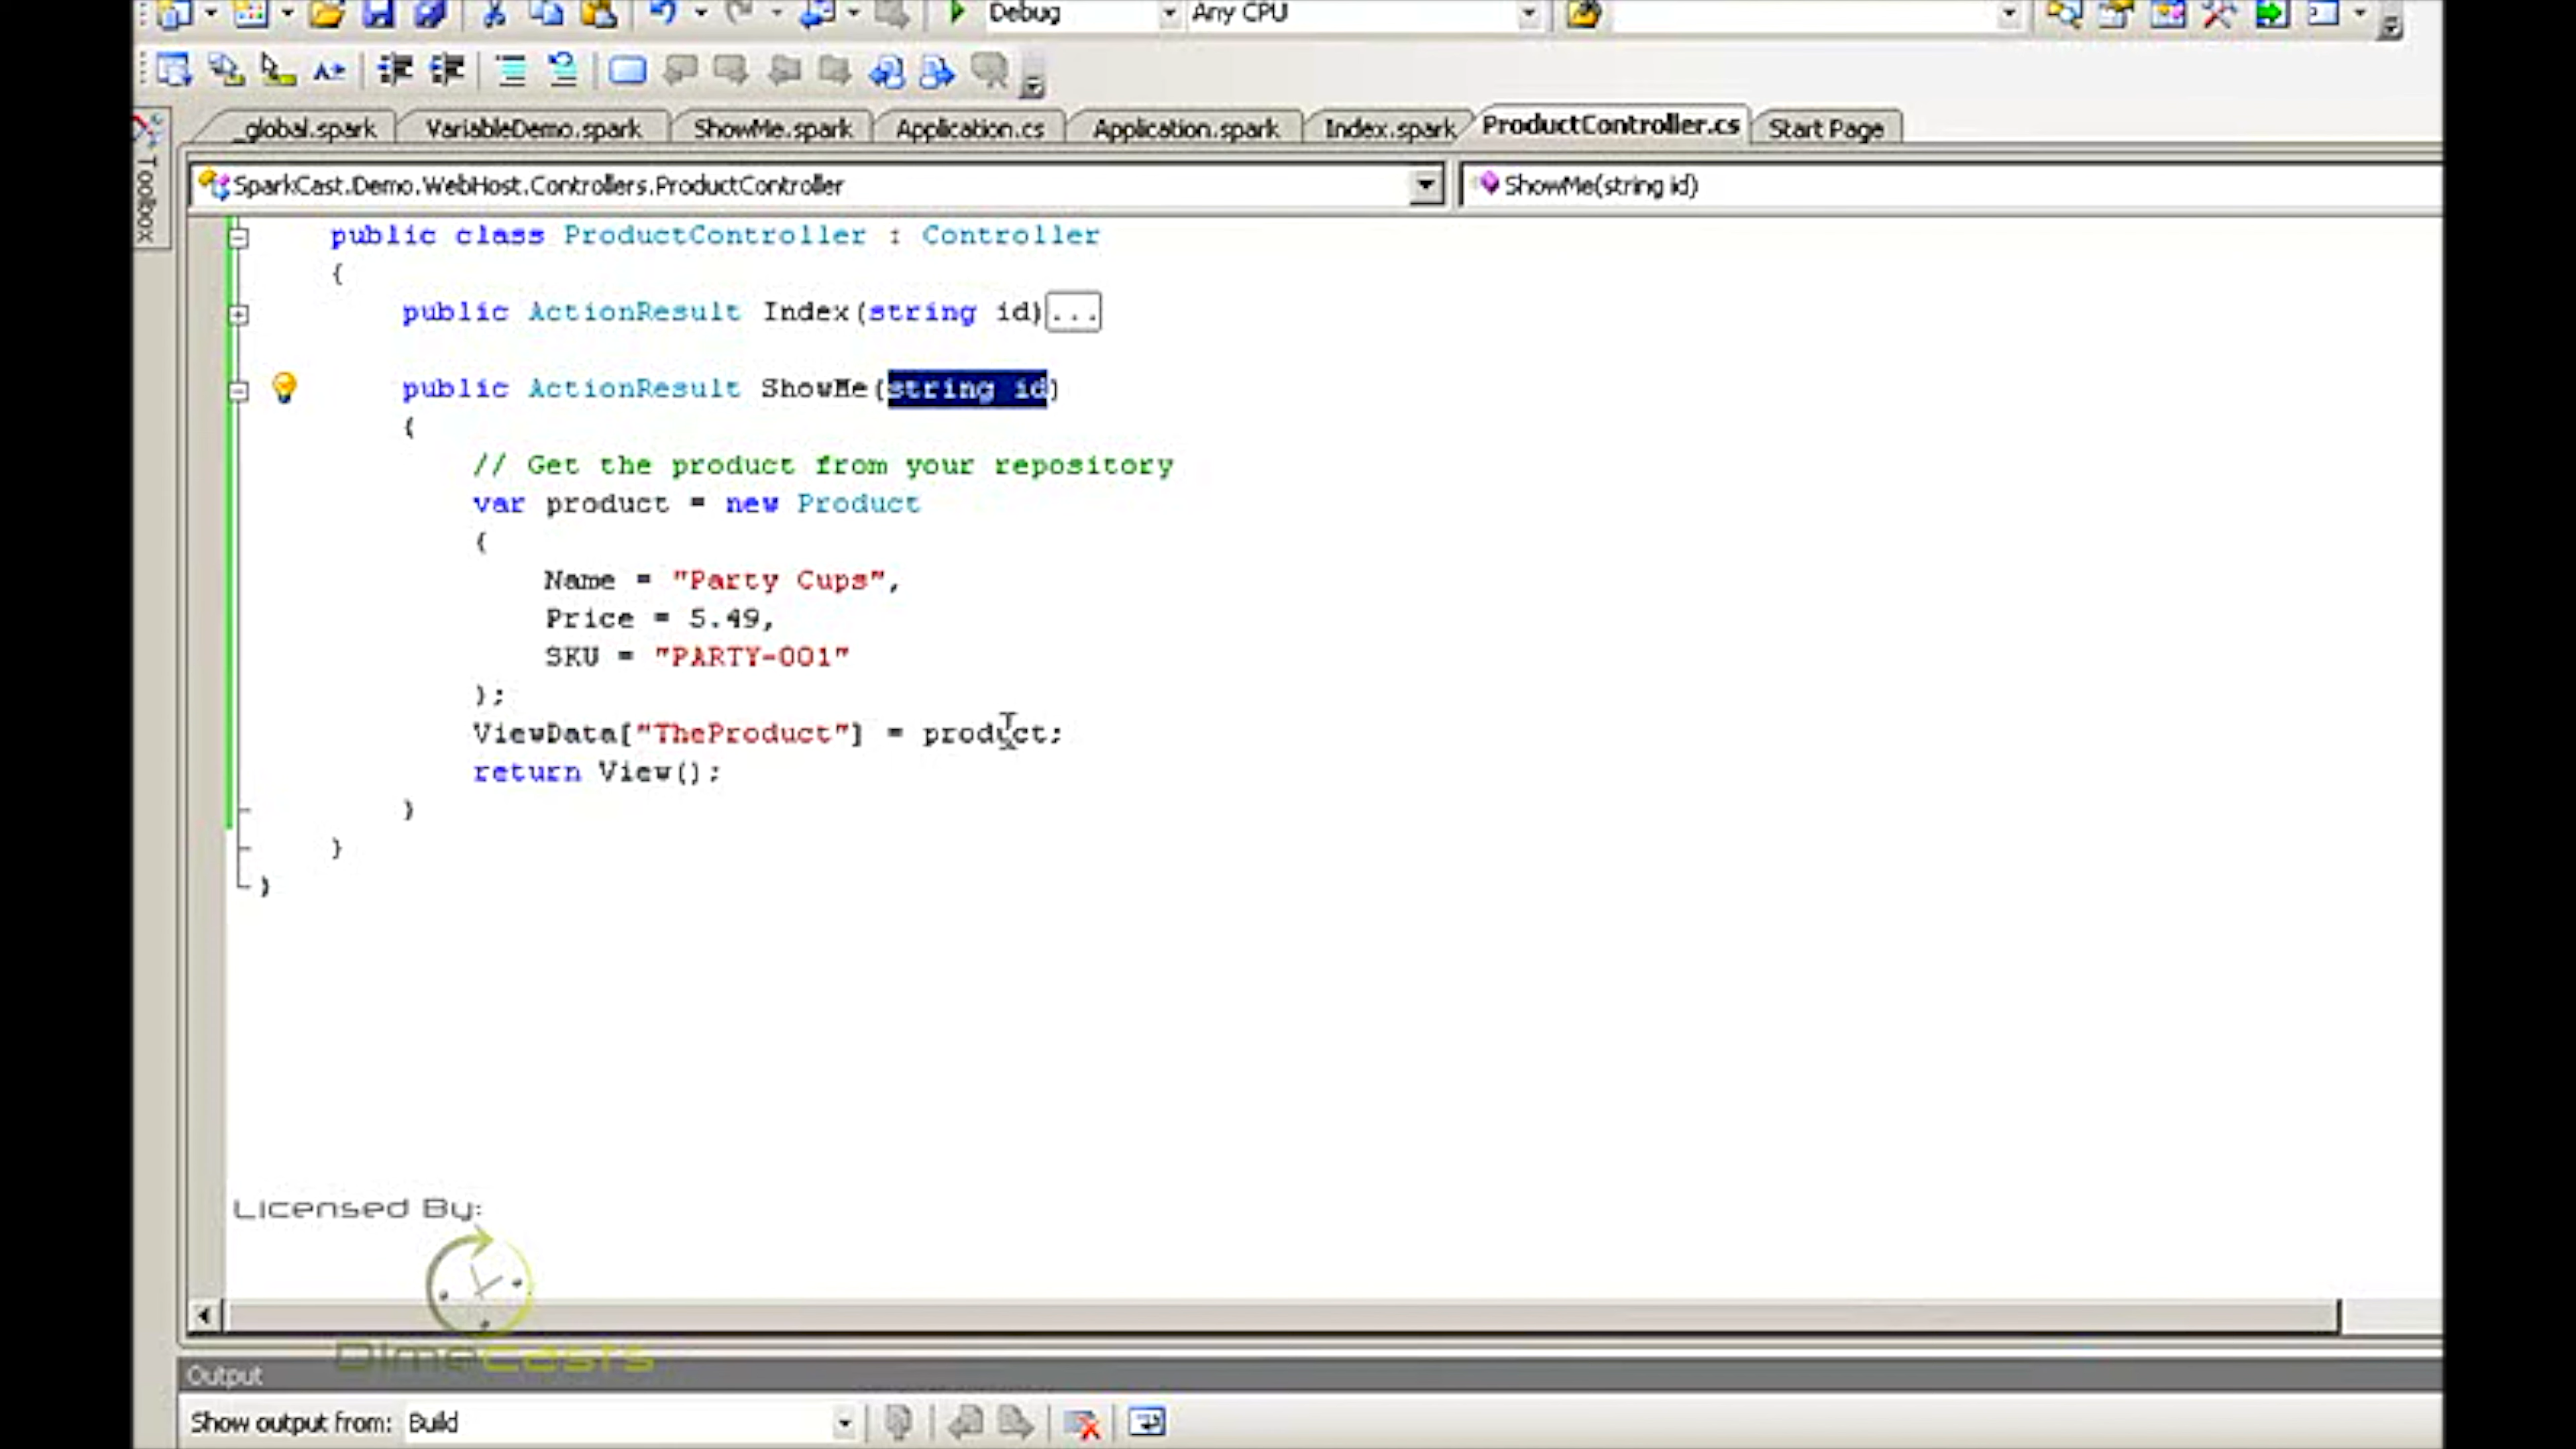 Debug Any CPU
_global.spark VariableDemo.spark ShowMe.spark Application.cs Application.spark Index.spark ProductController.cs Start Page
Toolbox
SparkCast.Demo.WebHost.Controllers.ProductController ShowMe(string id)
public class ProductController : Controller
{
public ActionResult Index(string id)...
public ActionResult ShowMe(string id)
{
// Get the product from your repository
var product = new Product
{
Name = "Party Cups",
Price = 5.49,
SKU = "PARTY-001"
};
ViewData["TheProduct"] = product;
return View();
}
}
}
Licensed By:
Dimecasts
Output
Show output from: Build